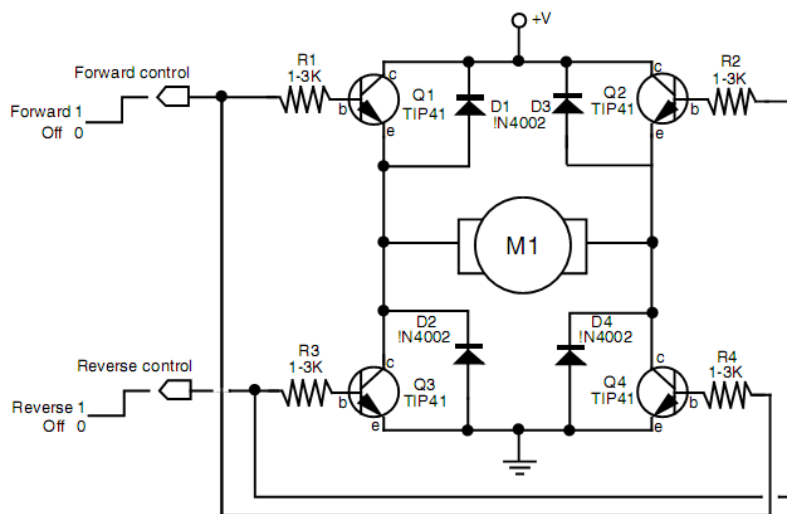 +V
Forward control
Forward 1
Off 0
R1
1-3K
b
c
e
Q1
TIP41
D1
!N4002
D3
Q2
TIP41
c
b
e
R2
1-3K
M1
Reverse control
Reverse 1
Off 0
R3
1-3K
b
c
e
Q3
TIP41
D2
!N4002
D4
!N4002
Q4
TIP41
c
b
e
R4
1-3K